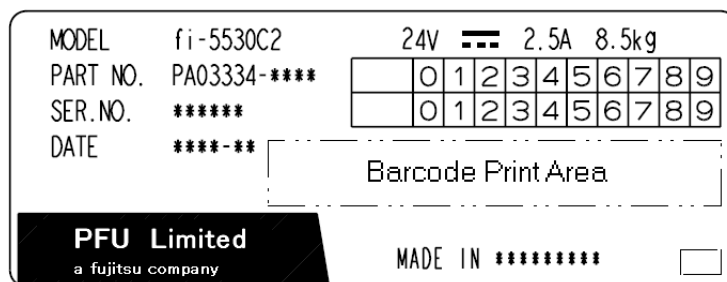 MODEL fi-5530C2 24V 2.5A 8.5kg
PART NO. PA03334-**** 0 1 2 3 4 5 6 7 8 9
SER.NO. ****** 0 1 2 3 4 5 6 7 8 9
DATE ****-**
Barcode Print Area
PFU Limited
a fujitsu company
MADE IN *********